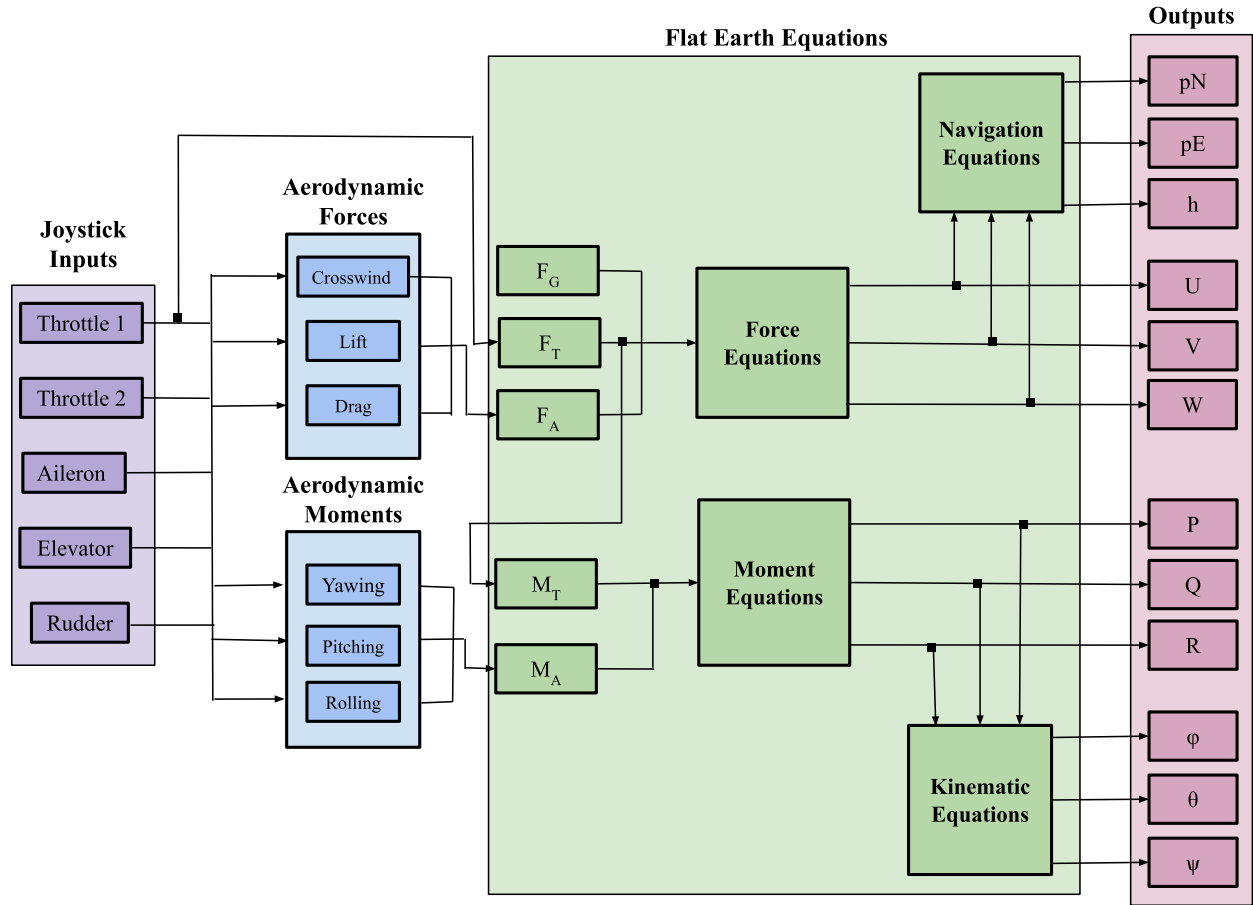 Outputs
Flat Earth Equations
pN
Navigation
Equations
pE
h
Aerodynamic
Forces
Joystick
Inputs
Crosswind
Lift
Drag
Throttle 1
Throttle 2
Aileron
Elevator
Rudder
F_G
F_T
F_A
Force
Equations
U
V
W
Aerodynamic
Moments
Yawing
Pitching
Rolling
M_T
M_A
Moment
Equations
P
Q
R
Kinematic
Equations
φ
θ
ψ